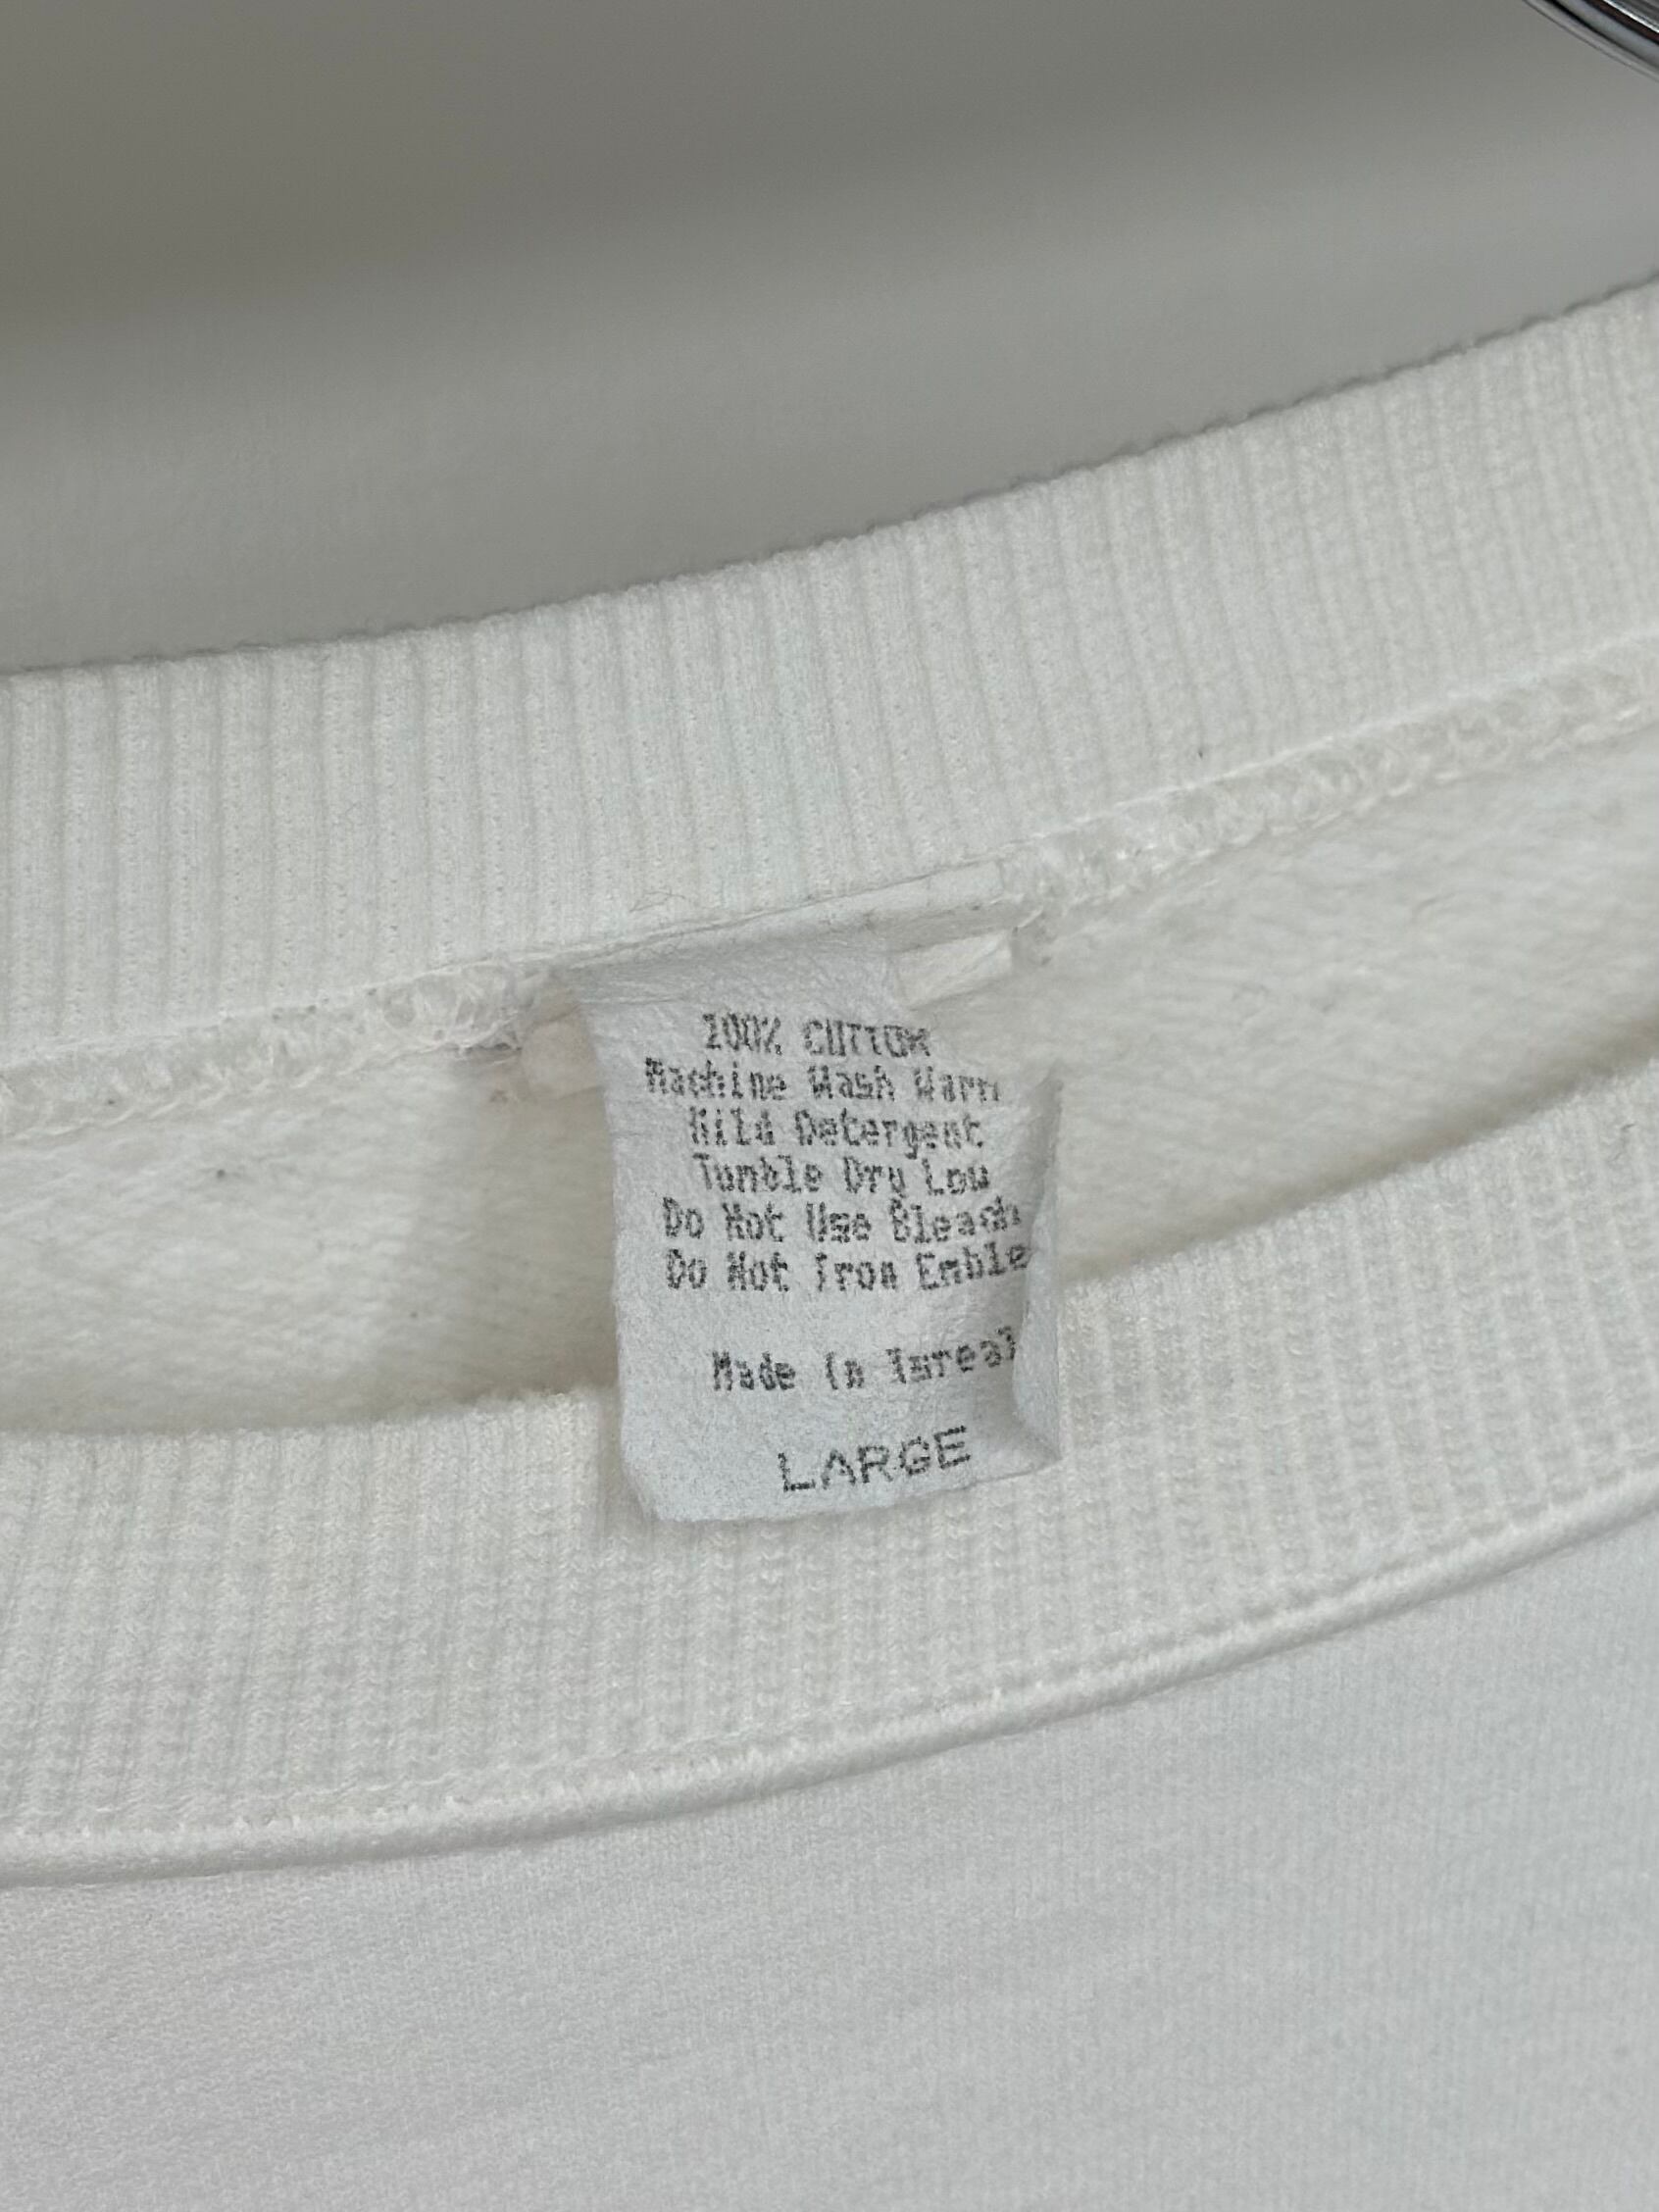 100% COTTON
Machine Wash Warm
Mild Detergent
Tumble Dry Low
Do Not Use Bleach
Do Not Iron Emble
Made in Isreal
LARGE